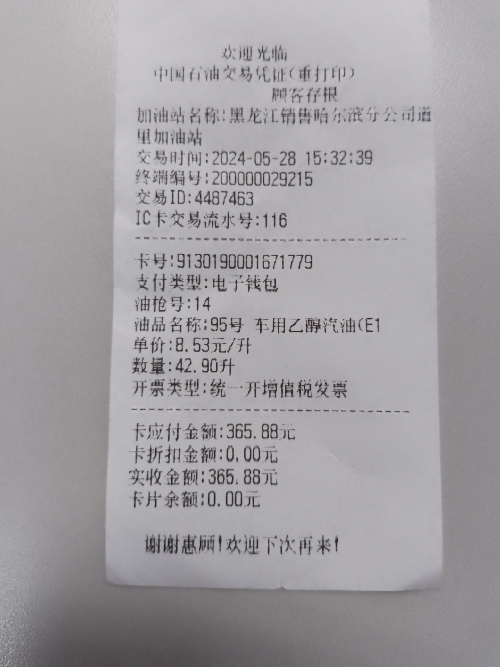 欢迎光临
中国石油交易凭证(重打印)
顾客存根
加油站名称:黑龙江销售哈尔滨分公司道
里加油站
交易时间:2024-05-28 15:32:39
终端编号:200000029215
交易ID:4487463
IC卡交易流水号:116
卡号:9130190001671779
支付类型:电子钱包
油枪号:14
油品名称:95号 车用乙醇汽油(E1
单价:8.53元/升
数量:42.90升
开票类型:统一开增值税发票
卡应付金额:365.88元
卡折扣金额:0.00元
实收金额:365.88元
卡片余额:0.00元
谢谢惠顾!欢迎下次再来!